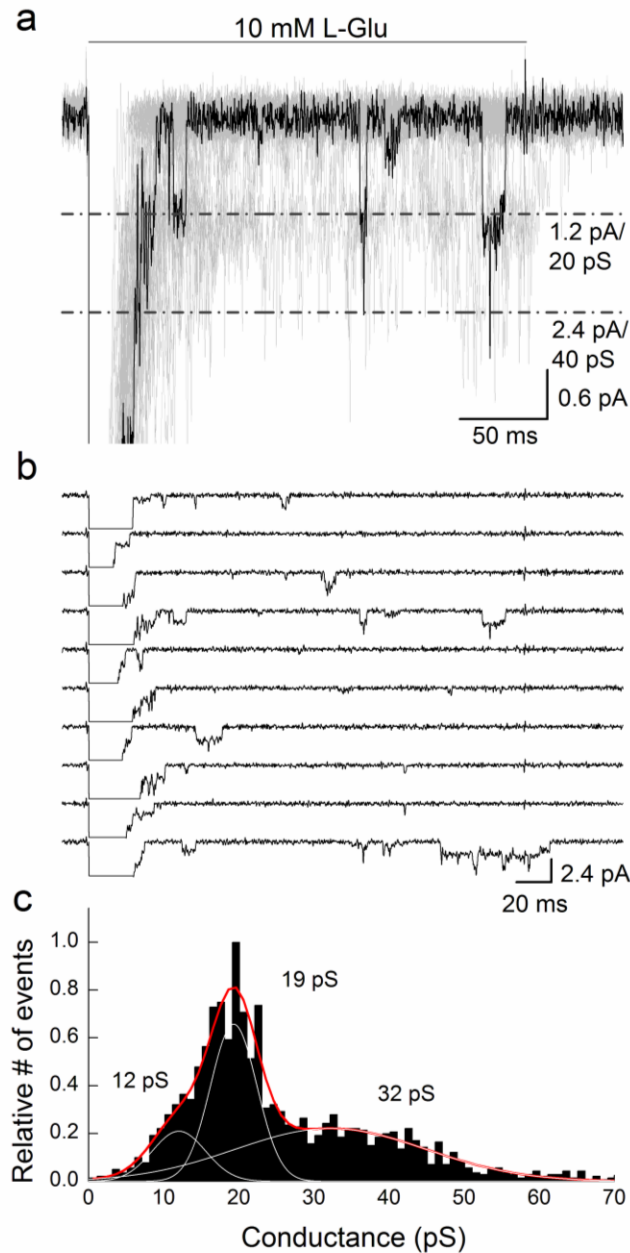 a
10 mM L-Glu
1.2 pA/
20 pS
2.4 pA/
40 pS
0.6 pA
50 ms
b
2.4 pA
20 ms
c
Relative # of events
1.0
0.8
0.6
0.4
0.2
0.0
12 pS
19 pS
32 pS
0 10 20 30 40 50 60 70
Conductance (pS)